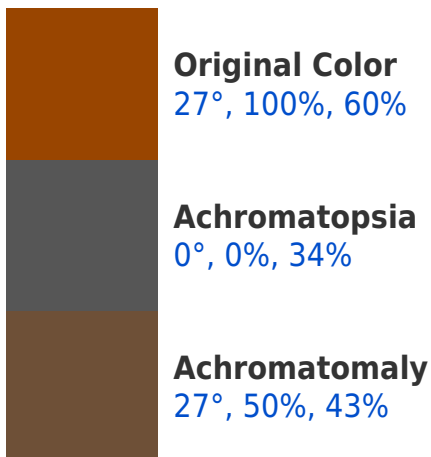 Original Color
27°, 100%, 60%
Achromatopsia
0°, 0%, 34%
Achromatomaly
27°, 50%, 43%